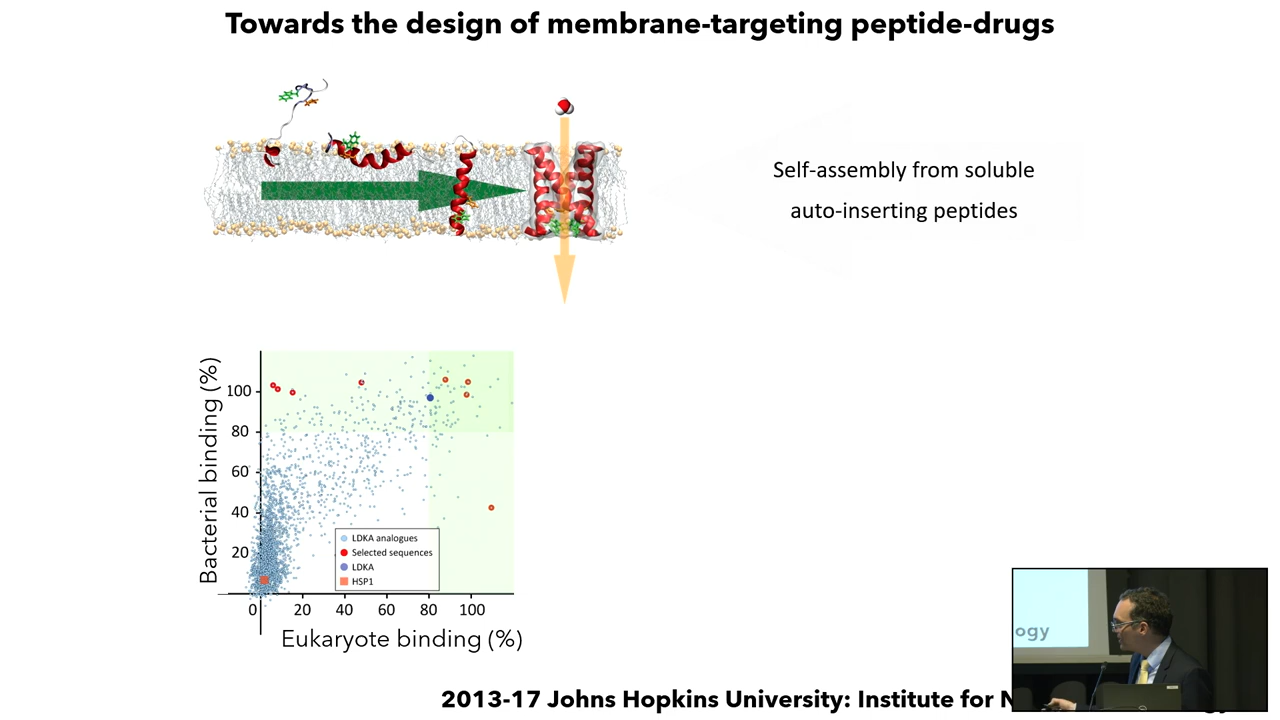 Towards the design of membrane-targeting peptide-drugs
Self-assembly from soluble
auto-inserting peptides
Bacterial binding (%)
100
80
60
40
20
LDKA analogues
Selected sequences
LDKA
HSP1
0 20 40 60 80 100
Eukaryote binding (%)
ogy
2013-17 Johns Hopkins University: Institute for